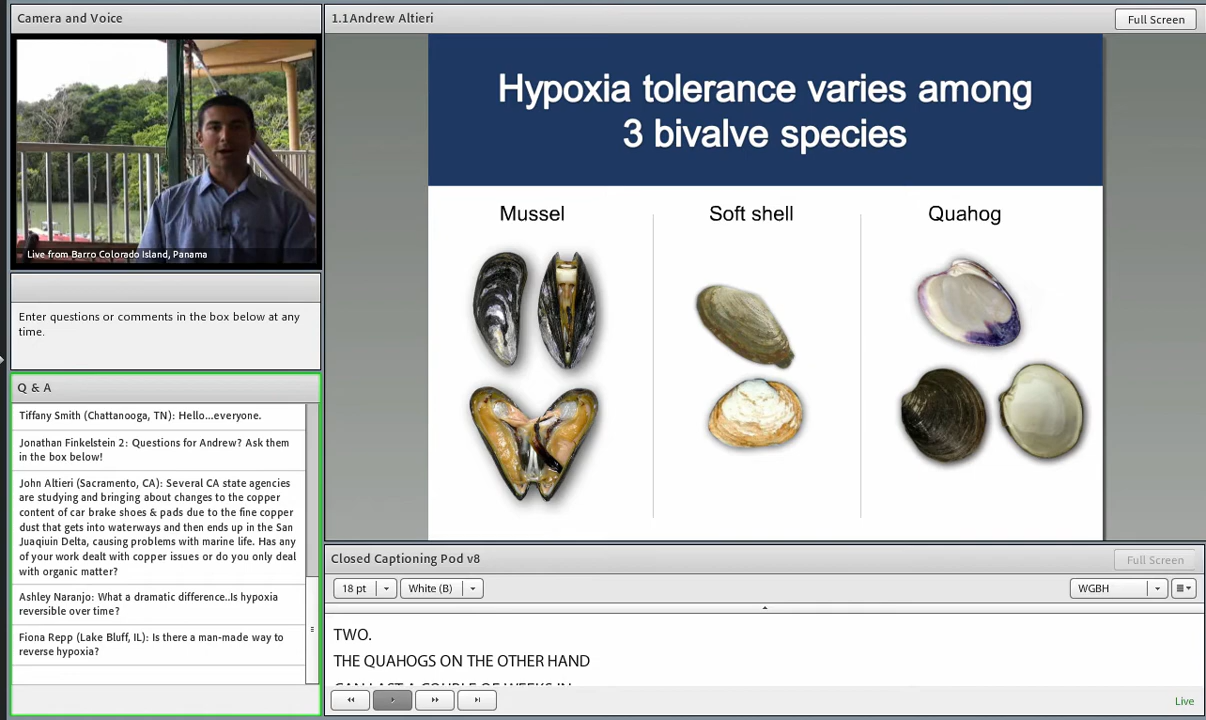 Camera and Voice
Live from Barro Colorado Island, Panama
Enter questions or comments in the box below at any
time.
Q & A
Tiffany Smith (Chattanooga, TN): Hello...everyone.
Jonathan Finkelstein 2: Questions for Andrew? Ask them
in the box below!
John Altieri (Sacramento, CA): Several CA state agencies
are studying and bringing about changes to the copper
content of car brake shoes & pads due to the fine copper
dust that gets into waterways and then ends up in the San
Juaqiuin Delta, causing problems with marine life. Has any
of your work dealt with copper issues or do you only deal
with organic matter?
Ashley Naranjo: What a dramatic difference..Is hypoxia
reversible over time?
Fiona Repp (Lake Bluff, IL): Is there a man-made way to
reverse hypoxia?
1.1Andrew Altieri
Full Screen
Hypoxia tolerance varies among
3 bivalve species
Mussel
Soft shell
Quahog
Closed Captioning Pod v8
Full Screen
18 pt
White (B)
WGBH
TWO.
THE QUAHOGS ON THE OTHER HAND
CAN LAST A COUPLE OF WEEKS IN
Live